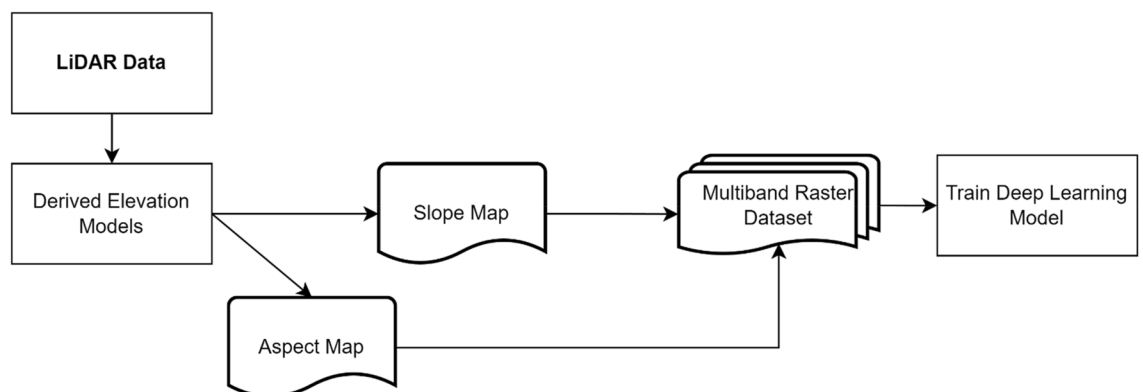 LiDAR Data
Derived Elevation
Models
Slope Map
Multiband Raster
Dataset
Train Deep Learning
Model
Aspect Map